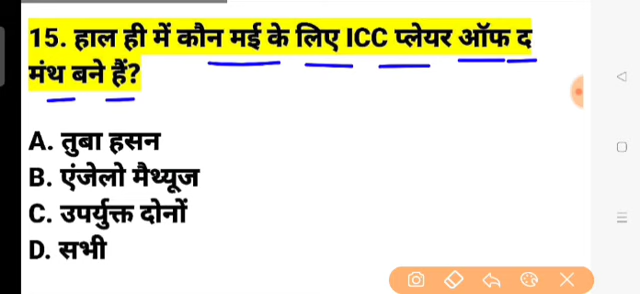 15. हाल ही में कौन मई के लिए ICC प्लेयर ऑफ द
मंथ बने हैं?
A. तुबा हसन
B. एंजेलो मैथ्यूज
C. उपर्युक्त दोनों
D. सभी